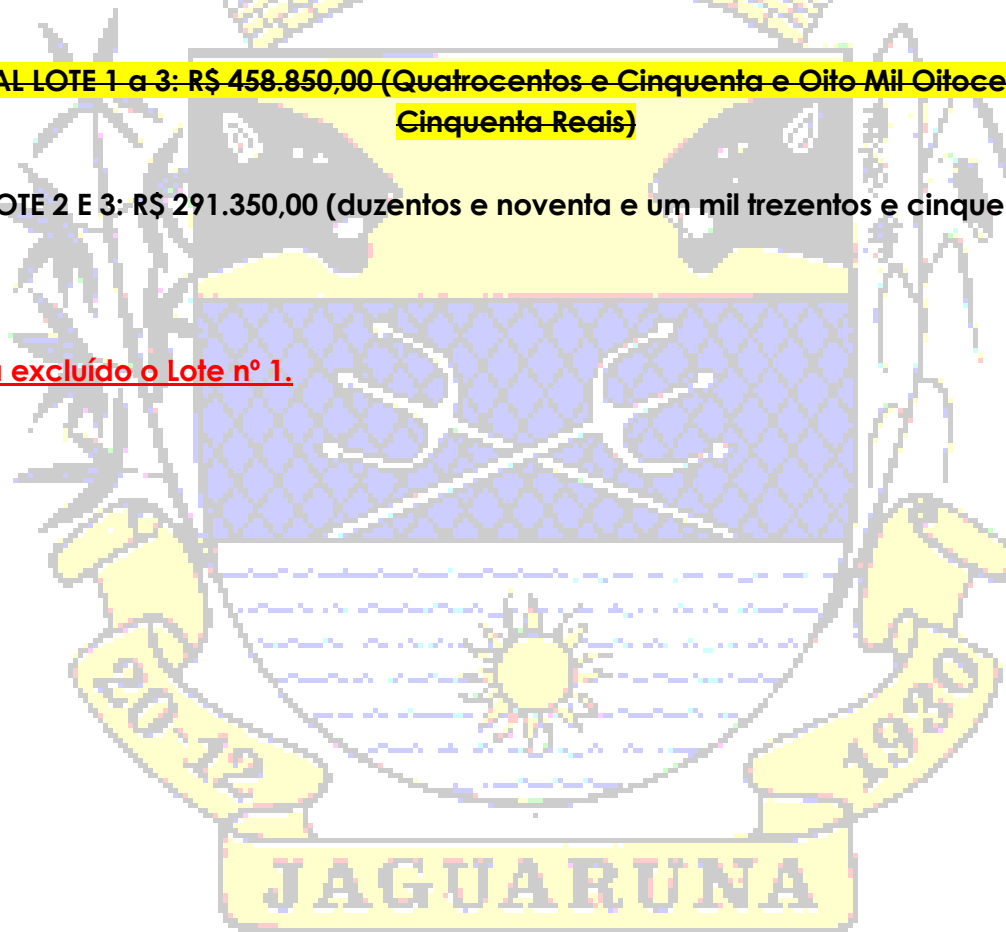 AL LOTE 1 a 3: R$ 458.850,00 (Quatrocentos e Cinquenta e Oito Mil Oitoce
Cinquenta Reais)
OTE 2 E 3: R$ 291.350,00 (duzentos e noventa e um mil trezentos e cinque
excluído o Lote nº 1.
20-12
1930
JAGUARUNA